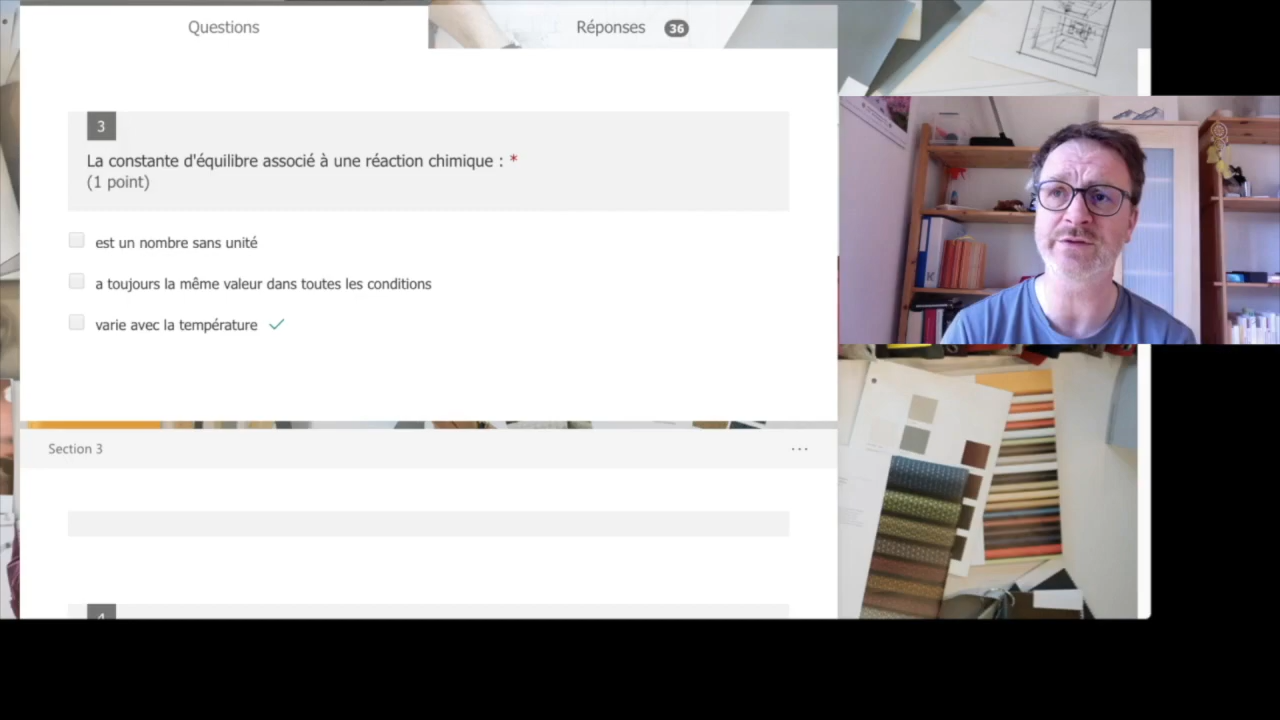 Questions
Réponses 36
3
La constante d'équilibre associé à une réaction chimique : *
(1 point)
est un nombre sans unité
a toujours la même valeur dans toutes les conditions
varie avec la température
Section 3